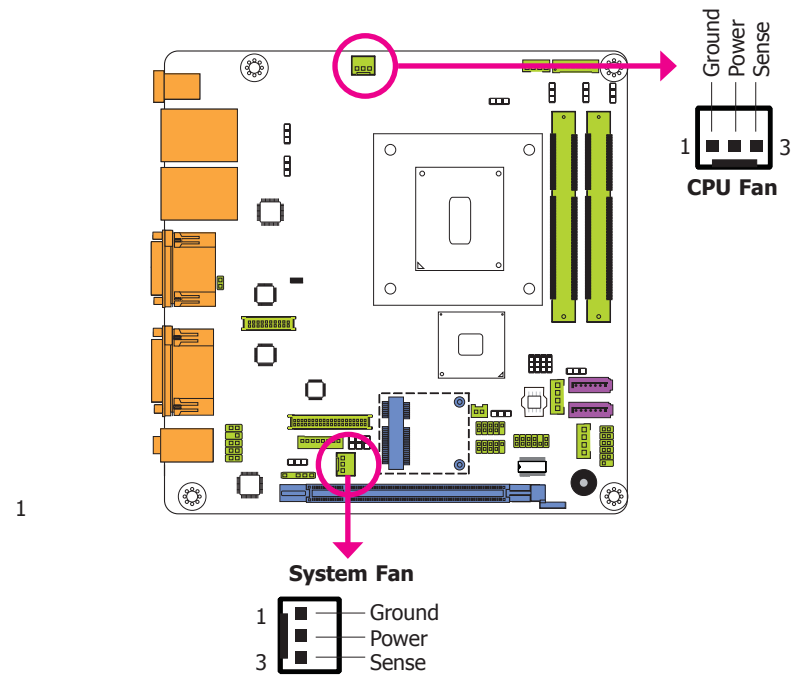 Ground
Power
Sense
1 3
CPU Fan
1
System Fan
1 Ground
Power
3 Sense